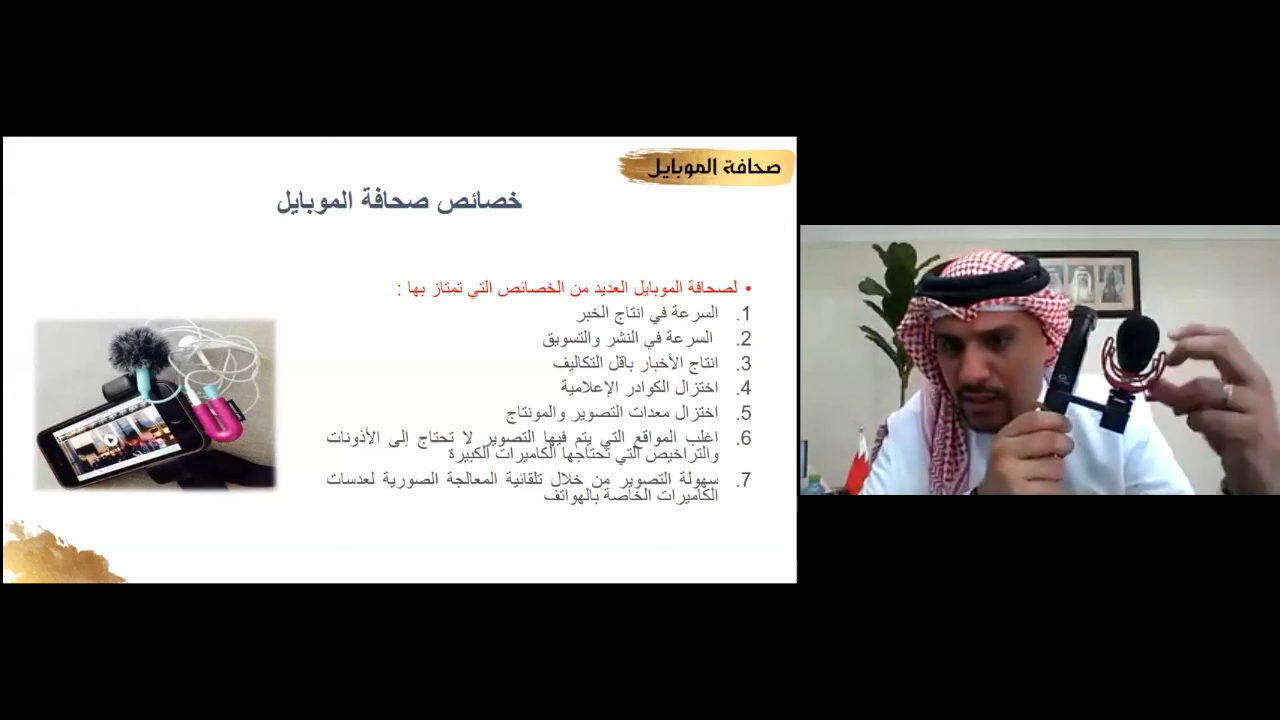 صحافة الموبايل
خصائص صحافة الموبايل
• لصحافة الموبايل العديد من الخصائص التي تمتاز بها :
1. السرعة في انتاج الخبر
2. السرعة في النشر والتسويق
3. انتاج الأخبار باقل التكاليف
4. اختزال الكوادر الإعلامية
5. اختزال معدات التصوير والمونتاج
6. اغلب المواقع التي يتم فيها التصوير لا تحتاج إلى الأذونات
والتراخيص التي تحتاجها الكاميرات الكبيرة
7. سهولة التصوير من خلال تلقائية المعالجة الصورية لعدسات
الكاميرات الخاصة بالهواتف